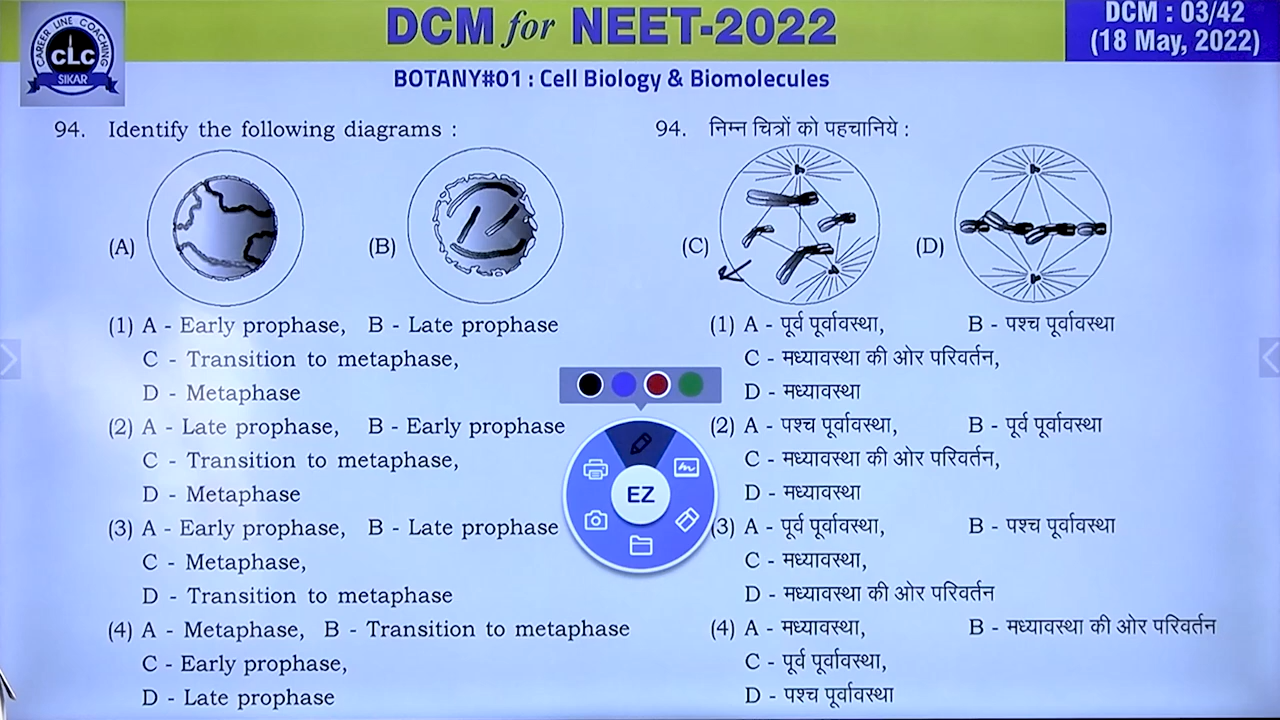 DCM for NEET-2022
DCM : 03/42
(18 May, 2022)
CAREER LINE COACHING
CLC
SIKAR
BOTANY#01 : Cell Biology & Biomolecules
94. Identify the following diagrams :
(A)
(B)
(1) A - Early prophase, B - Late prophase
C - Transition to metaphase,
D - Metaphase
(2) A - Late prophase, B - Early prophase
C - Transition to metaphase,
D - Metaphase
(3) A - Early prophase, B - Late prophase
C - Metaphase,
D - Transition to metaphase
(4) A - Metaphase, B - Transition to metaphase
C - Early prophase,
D - Late prophase
94. निम्न चित्रों को पहचानिये :
(C)
(D)
(1) A - पूर्व पूर्वावस्था, B - पश्च पूर्वावस्था
C - मध्यावस्था की ओर परिवर्तन,
D - मध्यावस्था
(2) A - पश्च पूर्वावस्था, B - पूर्व पूर्वावस्था
C - मध्यावस्था की ओर परिवर्तन,
D - मध्यावस्था
(3) A - पूर्व पूर्वावस्था, B - पश्च पूर्वावस्था
C - मध्यावस्था,
D - मध्यावस्था की ओर परिवर्तन
(4) A - मध्यावस्था, B - मध्यावस्था की ओर परिवर्तन
C - पूर्व पूर्वावस्था,
D - पश्च पूर्वावस्था
EZ